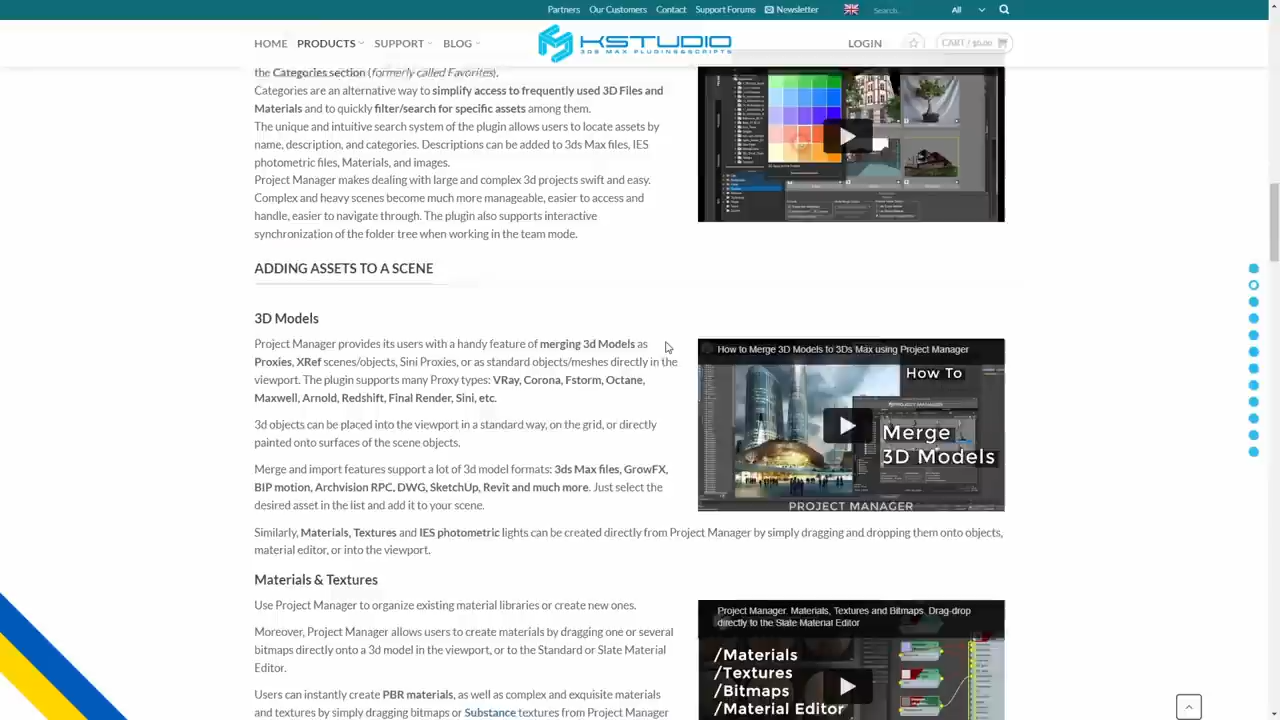 Partners Our Customers Contact Support Forums Newsletter All Search...
HOME PRODUCTS SUPPORT BLOG KSTUDIO LOGIN CART / $0.00
3DS MAX PLUGINS & SCRIPTS
the Categories section (formerly called Favorites).
Categories is an alternative way to simplify access to frequently used 3D Files and
Materials and to quickly filter/search for specific assets among them.
The unique and intuitive search system of the plugin allows users to locate assets by
name, description, and categories. Descriptions can be added to 3ds Max files, IES
photometric files, Materials, and images.
Project Manager makes dealing with large and complex 3d projects swift and easy.
Complex and heavy scenes become much more manageable, easier to access and
handle, easier to navigate through. The plugin also supports interactive
synchronization of the folder tree when working in the team mode.
ADDING ASSETS TO A SCENE
3D Models
Project Manager provides its users with a handy feature of merging 3d Models as
Proxies, XRef scenes/objects, Sini Proxies, or as standard objects/meshes directly in the
viewport. The plugin supports many Proxy types: VRay, Corona, Fstorm, Octane,
Maxwell, Arnold, Redshift, Final Render, Sini, etc.
3d objects can be placed into the viewport in a standard way, on the grid, or directly
painted onto surfaces of the scene objects.
Merge and import features support a lot of 3d model formats: 3ds Max files, GrowFX,
BIPmotion, Archvision RPC, DWG, SketchUp, Revit and much more. Just select the
desired asset in the list and add it to your scene.
How to Merge 3D Models to 3Ds Max using Project Manager
How To
Merge
3D Models
PROJECT MANAGER
Similarly, Materials, Textures and IES photometric lights can be created directly from Project Manager by simply dragging and dropping them onto objects,
material editor, or into the viewport.
Materials & Textures
Use Project Manager to organize existing material libraries or create new ones.
Moreover, Project Manager allows users to create materials by dragging one or several
bitmaps directly onto a 3d model in the viewport, or to the Standard or Slate Material
Editor.
Users can instantly create PBR materials, as well as complex and exquisite materials
from Project Manager
Project Manager. Materials, Textures and Bitmaps. Drag-drop
directly to the Slate Material Editor
/Materials
/Textures
/Bitmaps
/Material Editor